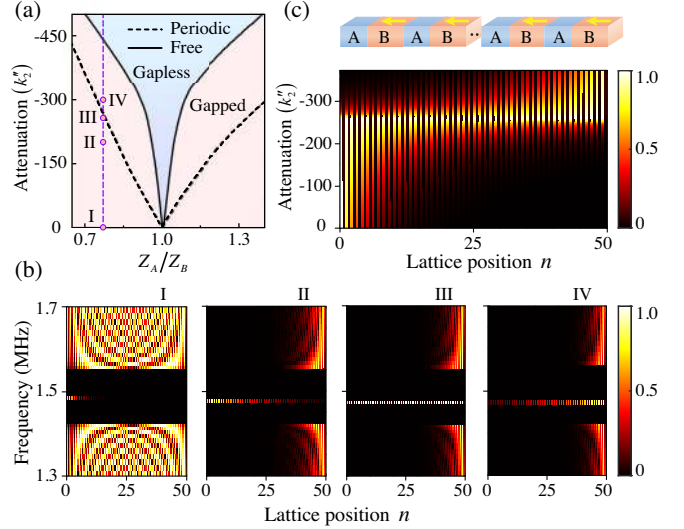 (a)
Attenuation (k″₂)
-450
-300
-150
0
Periodic
Free
Gapless
Gapped
IV
III
II
I
0.7
1.0
1.3
Z_A/Z_B
(c)
A B A B ·· A B A B
Attenuation (k″₂)
-300
-200
-100
0
0
25
50
Lattice position n
1.0
0.5
0
(b)
Frequency (MHz)
1.7
1.5
1.3
I
II
III
IV
0 25 50
0 25 50
0 25 50
0 25 50
Lattice position n
1.0
0.5
0